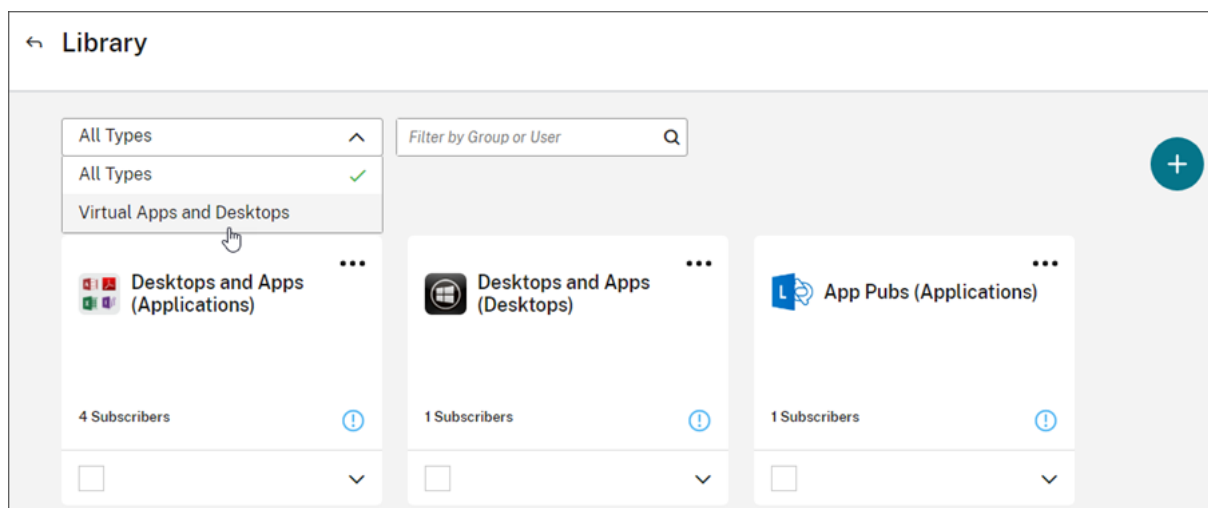 Library
All Types
Filter by Group or User
All Types
Virtual Apps and Desktops
Desktops and Apps
(Applications)
4 Subscribers
Desktops and Apps
(Desktops)
1 Subscribers
L
App Pubs (Applications)
1 Subscribers